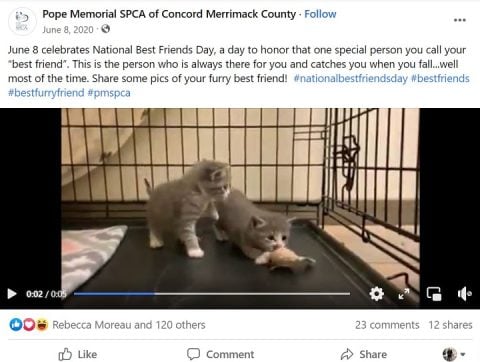 Pope Memorial SPCA of Concord Merrimack County · Follow
June 8, 2020 ·
June 8 celebrates National Best Friends Day, a day to honor that one special person you call your
"best friend". This is the person who is always there for you and catches you when you fall...well
most of the time. Share some pics of your furry best friend! #nationalbestfriendsday #bestfriends
#bestfurryfriend #pmspca
0:02 / 0:05
Rebecca Moreau and 120 others
23 comments 12 shares
Like Comment Share